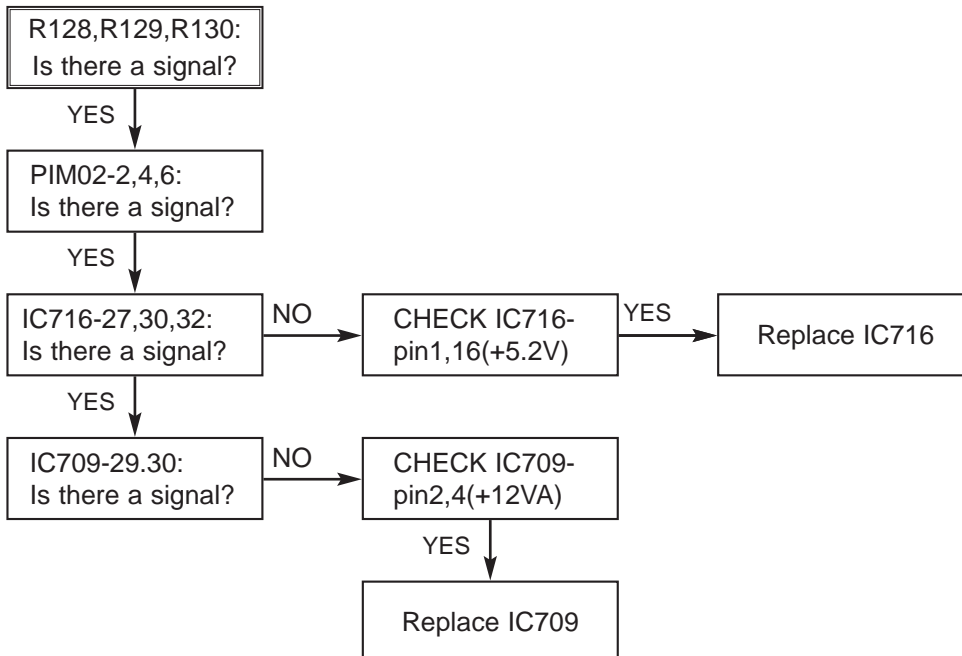 R128,R129,R130:
Is there a signal?
YES
PIM02-2,4,6:
Is there a signal?
YES
IC716-27,30,32:
Is there a signal?
NO
CHECK IC716-
pin1,16(+5.2V)
YES
Replace IC716
YES
IC709-29.30:
Is there a signal?
NO
CHECK IC709-
pin2,4(+12VA)
YES
Replace IC709